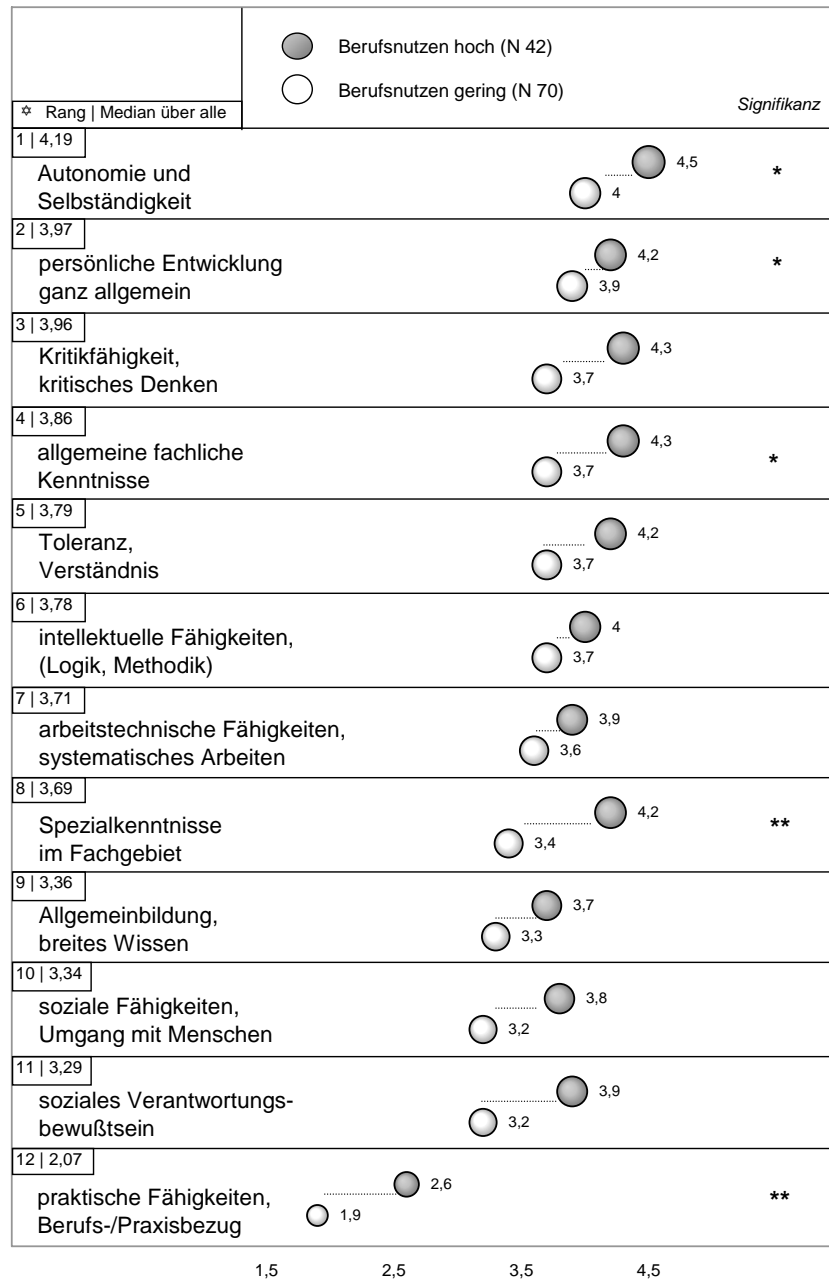 Berufsnutzen hoch (N 42)
Berufsnutzen gering (N 70)
✡ Rang | Median über alle
Signifikanz
1 | 4,19
Autonomie und
Selbständigkeit
4,5
4
*
2 | 3,97
persönliche Entwicklung
ganz allgemein
4,2
3,9
*
3 | 3,96
Kritikfähigkeit,
kritisches Denken
4,3
3,7
4 | 3,86
allgemeine fachliche
Kenntnisse
4,3
3,7
*
5 | 3,79
Toleranz,
Verständnis
4,2
3,7
6 | 3,78
intellektuelle Fähigkeiten,
(Logik, Methodik)
4
3,7
7 | 3,71
arbeitstechnische Fähigkeiten,
systematisches Arbeiten
3,9
3,6
8 | 3,69
Spezialkenntnisse
im Fachgebiet
4,2
3,4
**
9 | 3,36
Allgemeinbildung,
breites Wissen
3,7
3,3
10 | 3,34
soziale Fähigkeiten,
Umgang mit Menschen
3,8
3,2
11 | 3,29
soziales Verantwortungs-
bewußtsein
3,9
3,2
12 | 2,07
praktische Fähigkeiten,
Berufs-/Praxisbezug
2,6
1,9
**
1,5 2,5 3,5 4,5